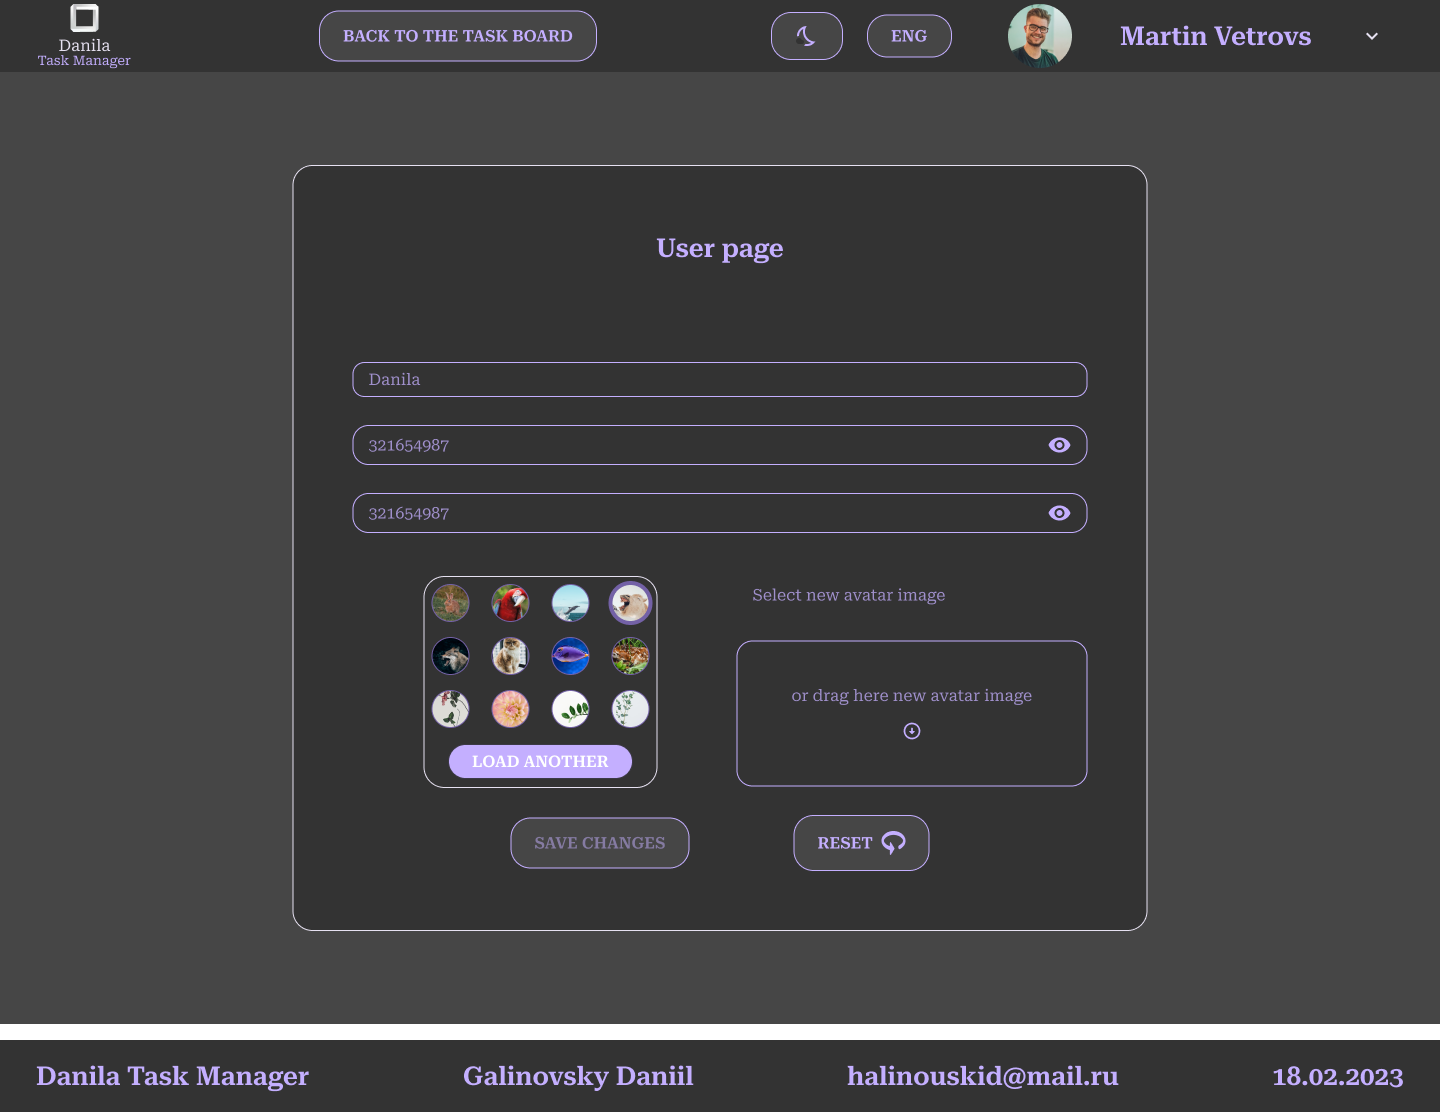 Danila
Task Manager
BACK TO THE TASK BOARD
ENG
Martin Vetrovs
User page
Danila
321654987
321654987
Select new avatar image
or drag here new avatar image
LOAD ANOTHER
SAVE CHANGES
RESET
Danila Task Manager
Galinovsky Daniil
halinouskid@mail.ru
18.02.2023